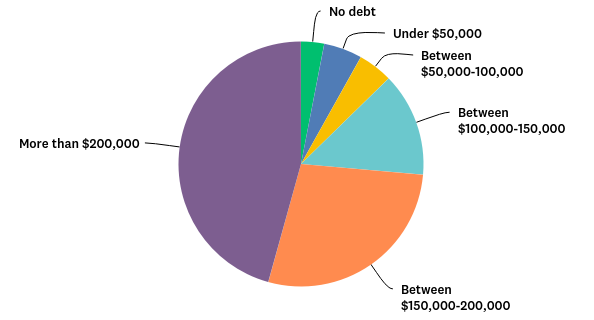 No debt
Under $50,000
Between
$50,000-100,000
Between
$100,000-150,000
More than $200,000
Between
$150,000-200,000